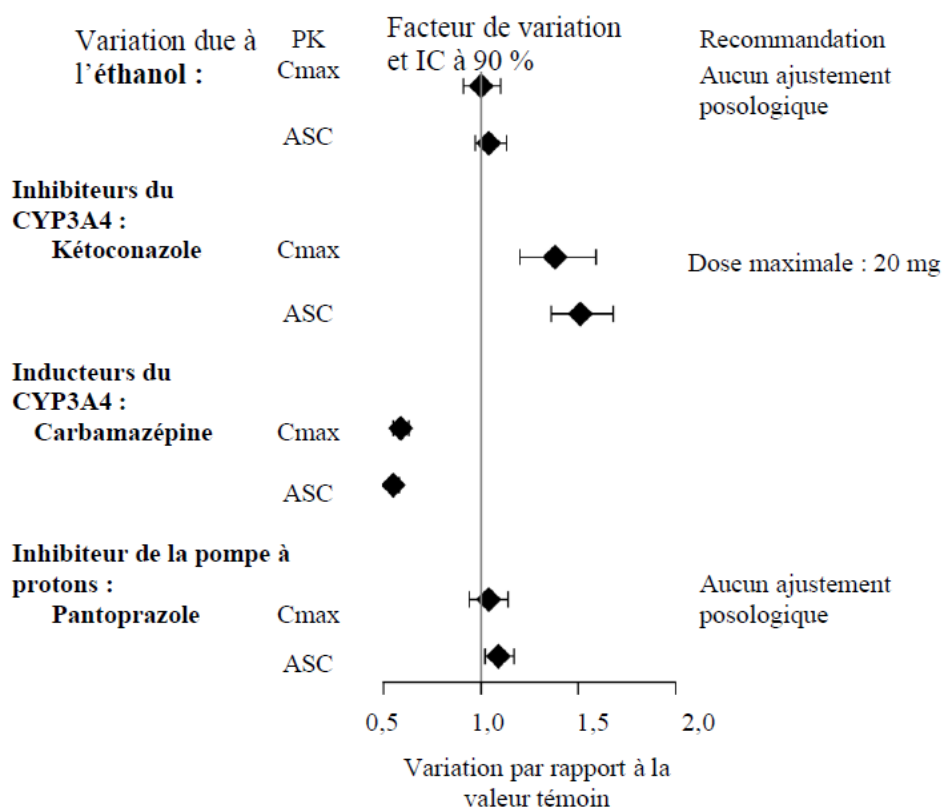 Variation due à
l’éthanol :
PK
Cmax
Facteur de variation
et IC à 90 %
Recommandation
Aucun ajustement
posologique
ASC
Inhibiteurs du
CYP3A4 :
Kétoconazole
Cmax
Dose maximale : 20 mg
ASC
Inducteurs du
CYP3A4 :
Carbamazépine
Cmax
ASC
Inhibiteur de la pompe à
protons :
Pantoprazole
Cmax
Aucun ajustement
posologique
ASC
0,5 1,0 1,5 2,0
Variation par rapport à la
valeur témoin